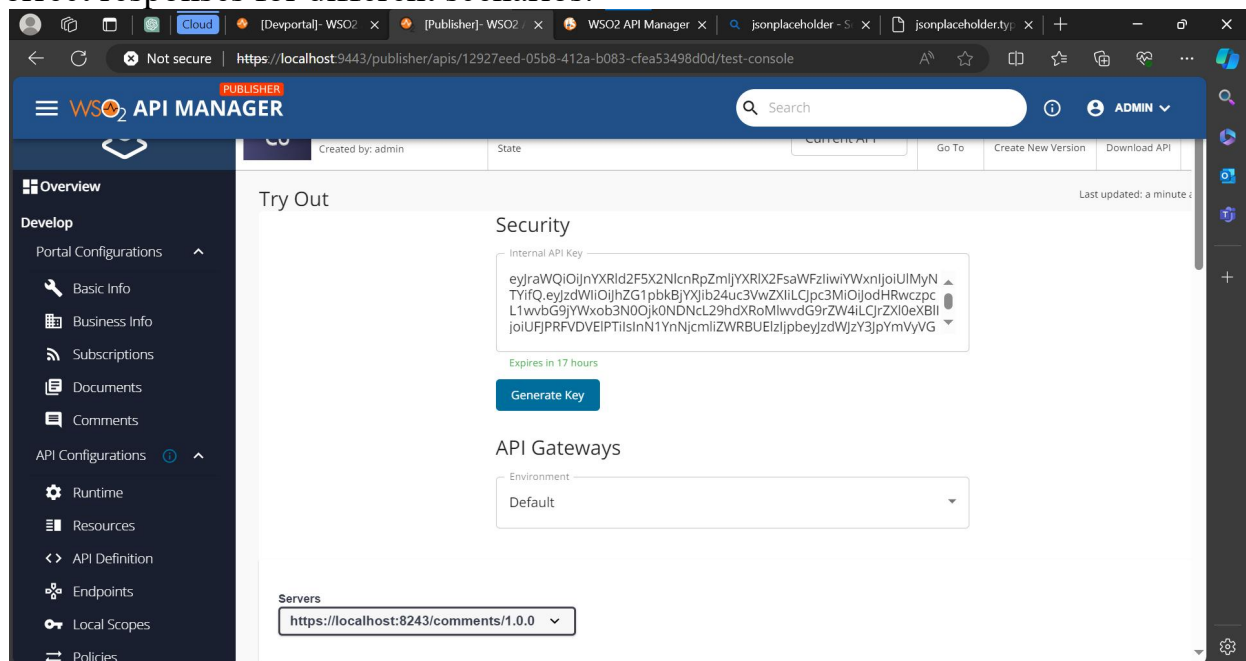 Cloud
[Devportal]- WSO2
[Publisher]- WSO2
WSO2 API Manager
jsonplaceholder - S
jsonplaceholder.typ
Not secure
https://localhost:9443/publisher/apis/12927eed-05b8-412a-b083-cfea53498d0d/test-console
PUBLISHER
WSO2 API MANAGER
Search
ADMIN
Created by: admin
State
Go To
Create New Version
Download API
Overview
Try Out
Last updated: a minute a
Develop
Security
Portal Configurations
Internal API Key
eyJraWQiOiJnYXRld2F5X2NlcnRpZmljYXRlX2FsaWFzIiwiYWxnIjoiUlMyN
TYifQ.eyJzdWIiOiJhZG1pbkBjYXJib24uc3VwZXIiLCJpc3MiOiJodHRwczpc
L1wvbG9jYWxob3N0Ojk0NDNcL29hdXRoMlwvdG9rZW4iLCJrZXl0eXBlI
joiUFJPRFVDVElPTiIsInN1YnNjcmliZWRBUElzIjpbeyJzdWJzY3JpYmVyVG
Basic Info
Business Info
Subscriptions
Expires in 17 hours
Documents
Generate Key
Comments
API Configurations
API Gateways
Environment
Default
Runtime
Resources
API Definition
Endpoints
Servers
https://localhost:8243/comments/1.0.0
Local Scopes
Policies